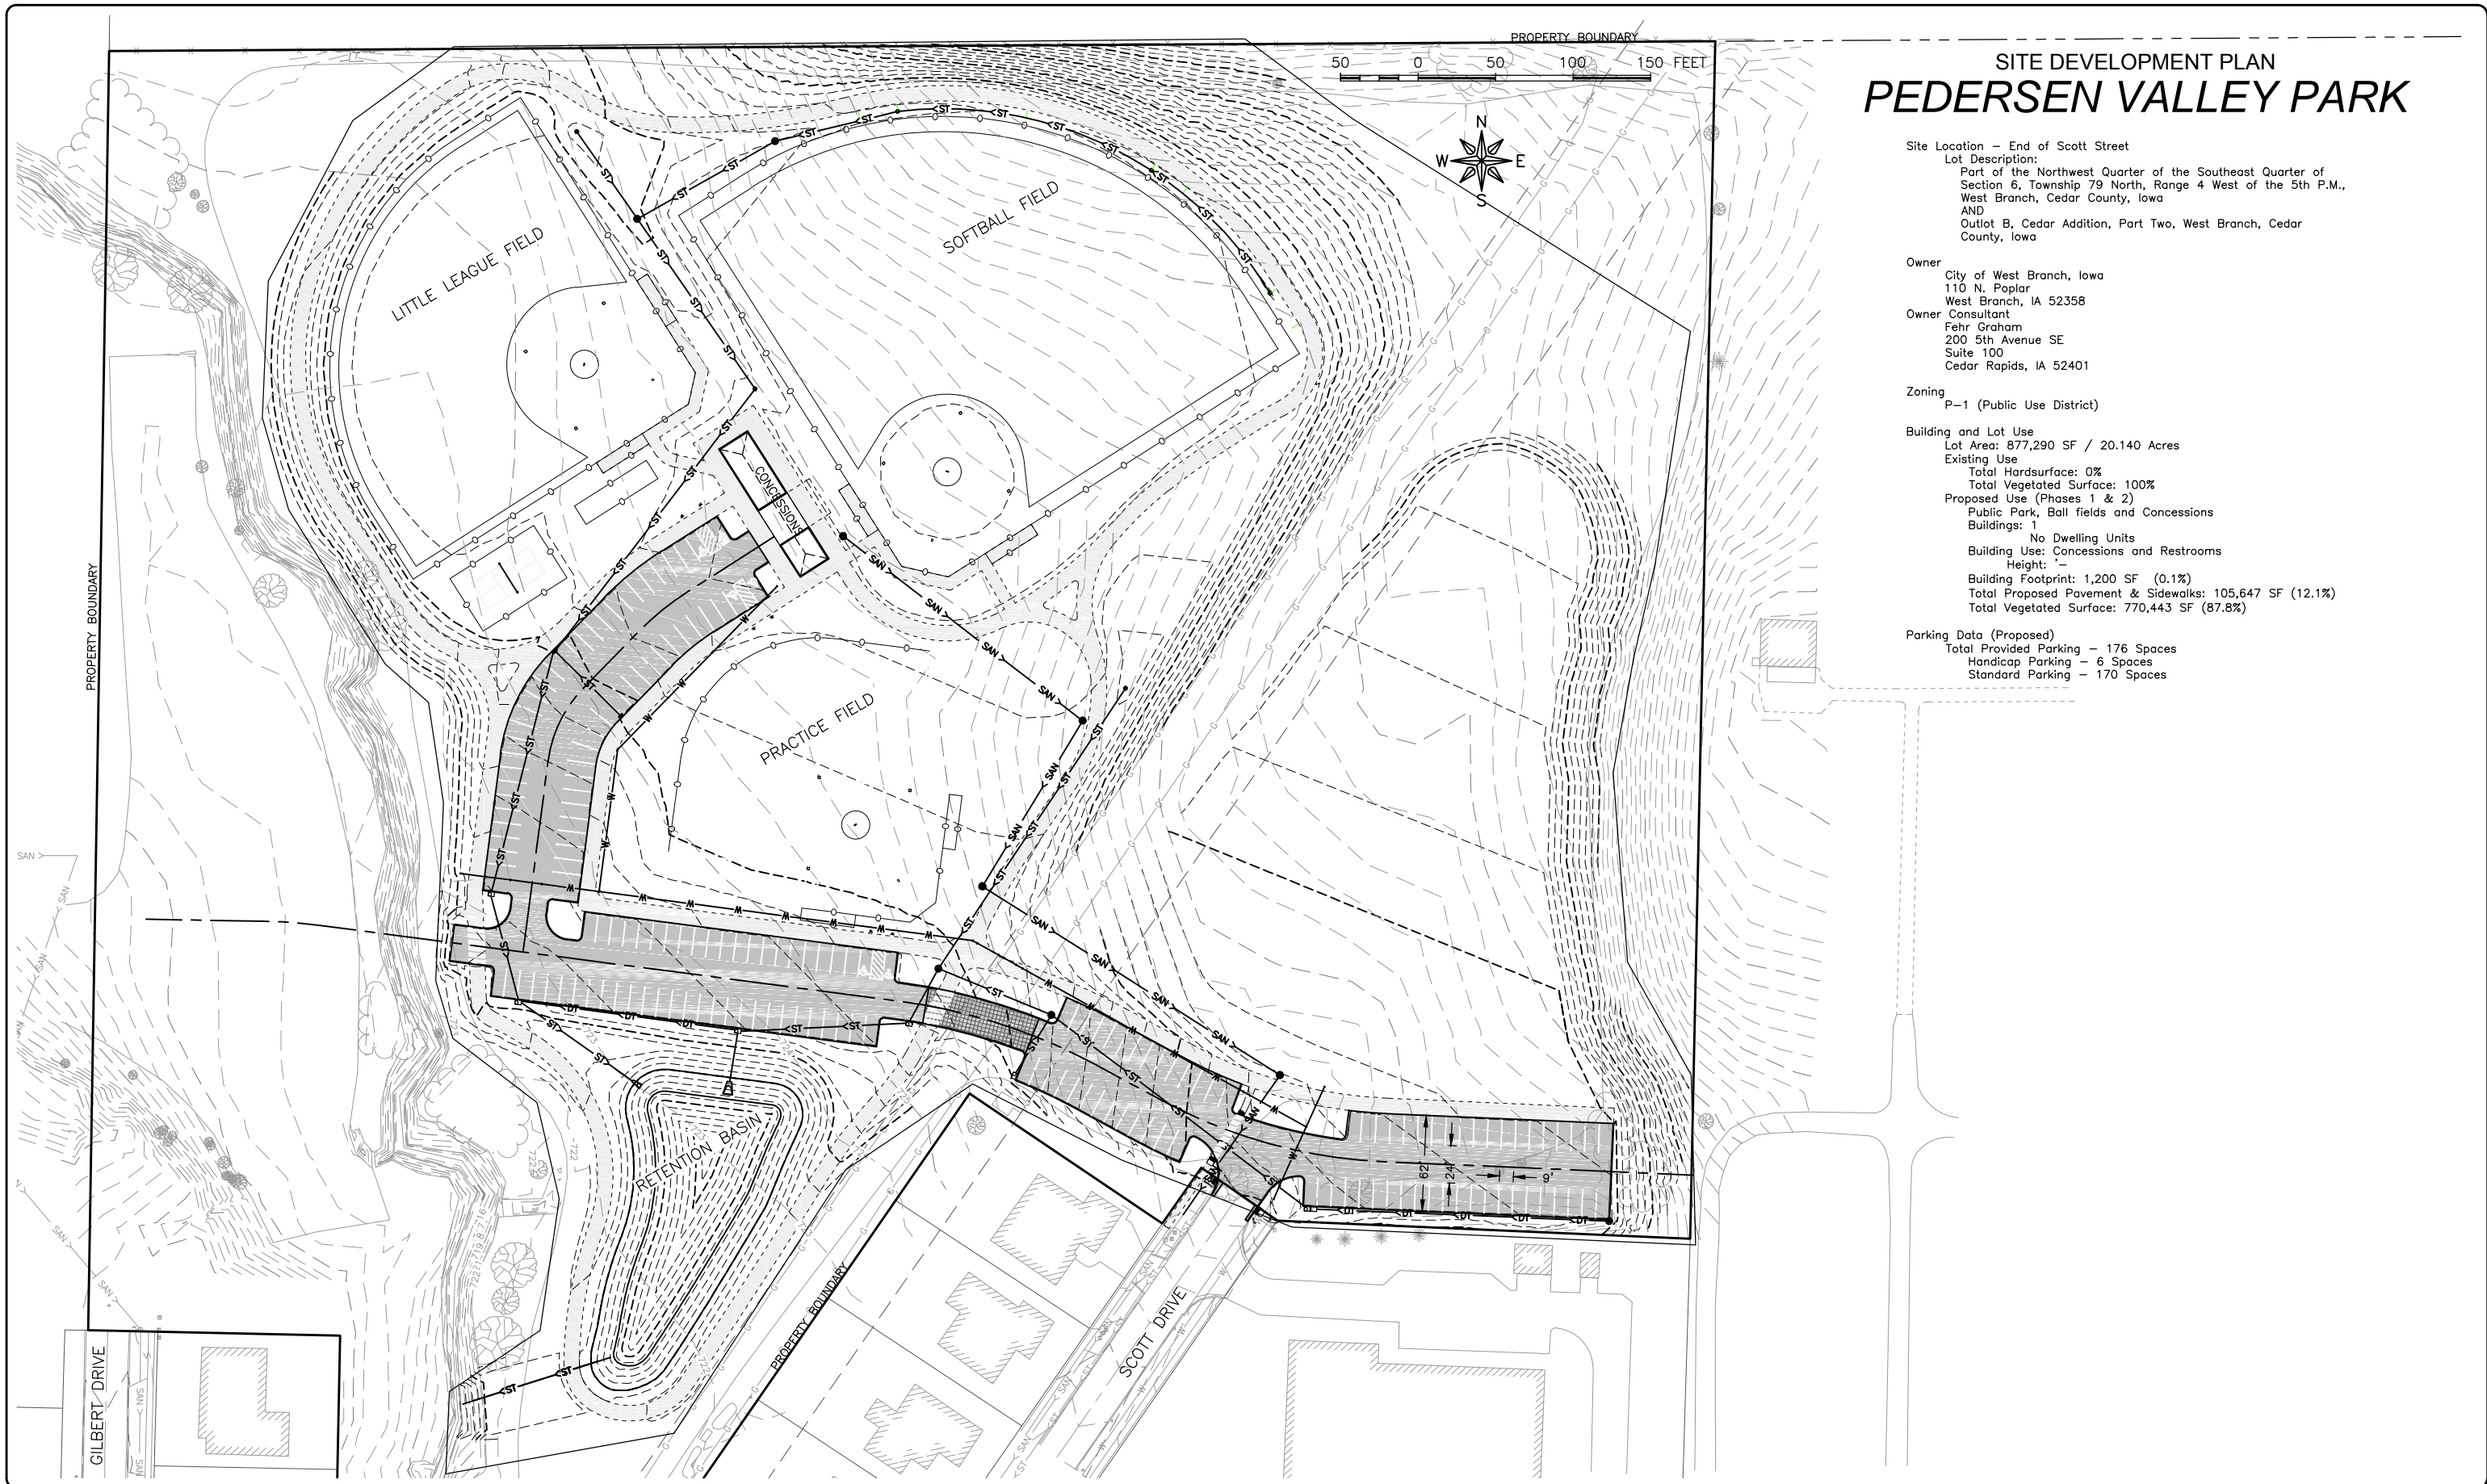 PROPERTY BOUNDARY
50 0 50 100 150 FEET
N
W E
S
SITE DEVELOPMENT PLAN
PEDERSEN VALLEY PARK
Site Location – End of Scott Street
Lot Description:
Part of the Northwest Quarter of the Southeast Quarter of
Section 6, Township 79 North, Range 4 West of the 5th P.M.,
West Branch, Cedar County, Iowa
AND
Outlot B, Cedar Addition, Part Two, West Branch, Cedar
County, Iowa
Owner
City of West Branch, Iowa
110 N. Poplar
West Branch, IA 52358
Owner Consultant
Fehr Graham
200 5th Avenue SE
Suite 100
Cedar Rapids, IA 52401
Zoning
P-1 (Public Use District)
Building and Lot Use
Lot Area: 877,290 SF / 20.140 Acres
Existing Use
Total Hardsurface: 0%
Total Vegetated Surface: 100%
Proposed Use (Phases 1 & 2)
Public Park, Ball fields and Concessions
Buildings: 1
No Dwelling Units
Building Use: Concessions and Restrooms
Height: '–
Building Footprint: 1,200 SF (0.1%)
Total Proposed Pavement & Sidewalks: 105,647 SF (12.1%)
Total Vegetated Surface: 770,443 SF (87.8%)
Parking Data (Proposed)
Total Provided Parking – 176 Spaces
Handicap Parking – 6 Spaces
Standard Parking – 170 Spaces
LITTLE LEAGUE FIELD
SOFTBALL FIELD
CONCESSIONS
PROPERTY BOUNDARY
PRACTICE FIELD
RETENTION BASIN
62'
24'
9'
PROPERTY BOUNDARY
SCOTT DRIVE
GILBERT DRIVE